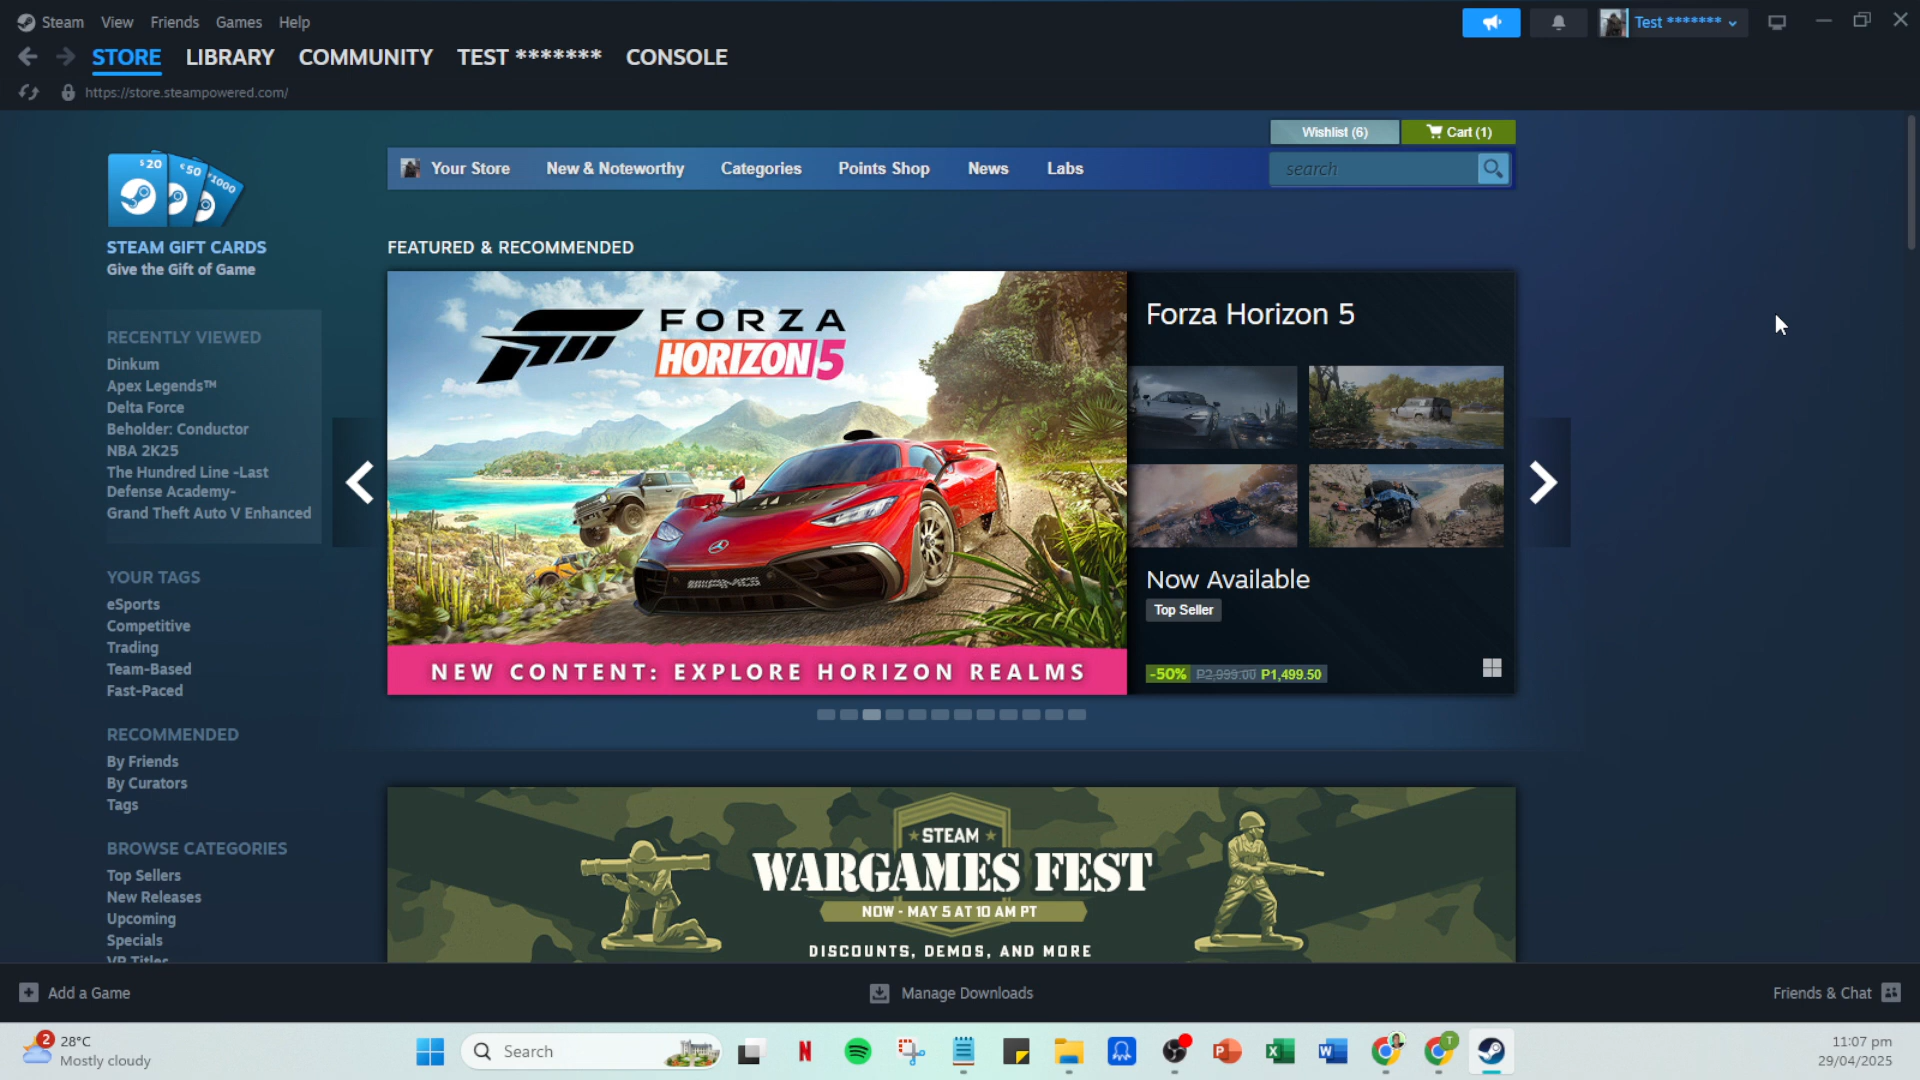 Steam View Friends Games Help
Test *******
STORE LIBRARY COMMUNITY TEST ******* CONSOLE
https://store.steampowered.com/
Wishlist (6) Cart (1)
Your Store New & Noteworthy Categories Points Shop News Labs search
$20 €50 ¥1000
STEAM GIFT CARDS
Give the Gift of Game
RECENTLY VIEWED
Dinkum
Apex Legends™
Delta Force
Beholder: Conductor
NBA 2K25
The Hundred Line -Last
Defense Academy-
Grand Theft Auto V Enhanced
YOUR TAGS
eSports
Competitive
Trading
Team-Based
Fast-Paced
RECOMMENDED
By Friends
By Curators
Tags
BROWSE CATEGORIES
Top Sellers
New Releases
Upcoming
Specials
VR Titles
FEATURED & RECOMMENDED
FORZA
HORIZON 5
NEW CONTENT: EXPLORE HORIZON REALMS
Forza Horizon 5
Now Available
Top Seller
-50% P2,999.00 P1,499.50
STEAM
WARGAMES FEST
NOW - MAY 5 AT 10 AM PT
DISCOUNTS, DEMOS, AND MORE
Add a Game Manage Downloads Friends & Chat
2 28°C
Mostly cloudy
Search
N
P
X
W
T
11:07 pm
29/04/2025